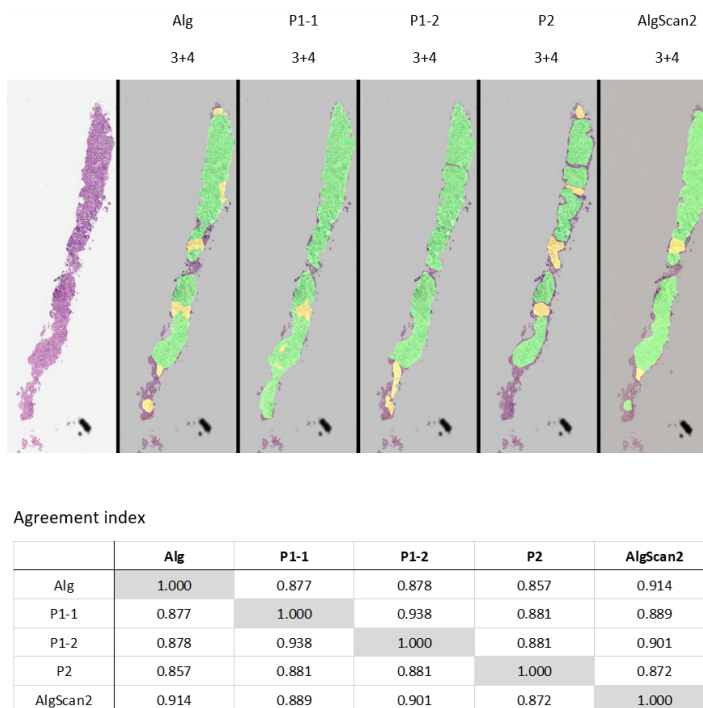 Alg P1-1 P1-2 P2 AlgScan2
3+4 3+4 3+4 3+4 3+4
Agreement index
Alg P1-1 P1-2 P2 AlgScan2
Alg 1.000 0.877 0.878 0.857 0.914
P1-1 0.877 1.000 0.938 0.881 0.889
P1-2 0.878 0.938 1.000 0.881 0.901
P2 0.857 0.881 0.881 1.000 0.872
AlgScan2 0.914 0.889 0.901 0.872 1.000